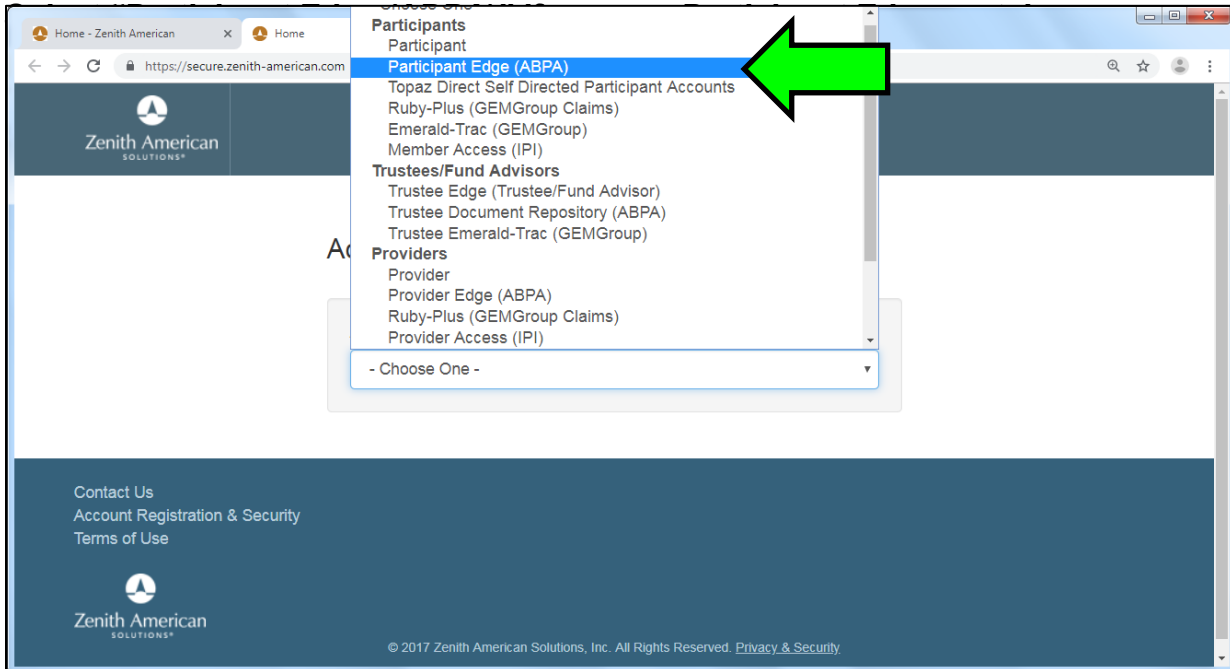 Home - Zenith American
Home
https://secure.zenith-american.com
Zenith American
SOLUTIONS®
Participants
Participant
Participant Edge (ABPA)
Topaz Direct Self Directed Participant Accounts
Ruby-Plus (GEMGroup Claims)
Emerald-Trac (GEMGroup)
Member Access (IPI)
Trustees/Fund Advisors
Trustee Edge (Trustee/Fund Advisor)
Trustee Document Repository (ABPA)
Trustee Emerald-Trac (GEMGroup)
Providers
Provider
Provider Edge (ABPA)
Ruby-Plus (GEMGroup Claims)
Provider Access (IPI)
- Choose One -
Contact Us
Account Registration & Security
Terms of Use
Zenith American
SOLUTIONS®
© 2017 Zenith American Solutions, Inc. All Rights Reserved. Privacy & Security